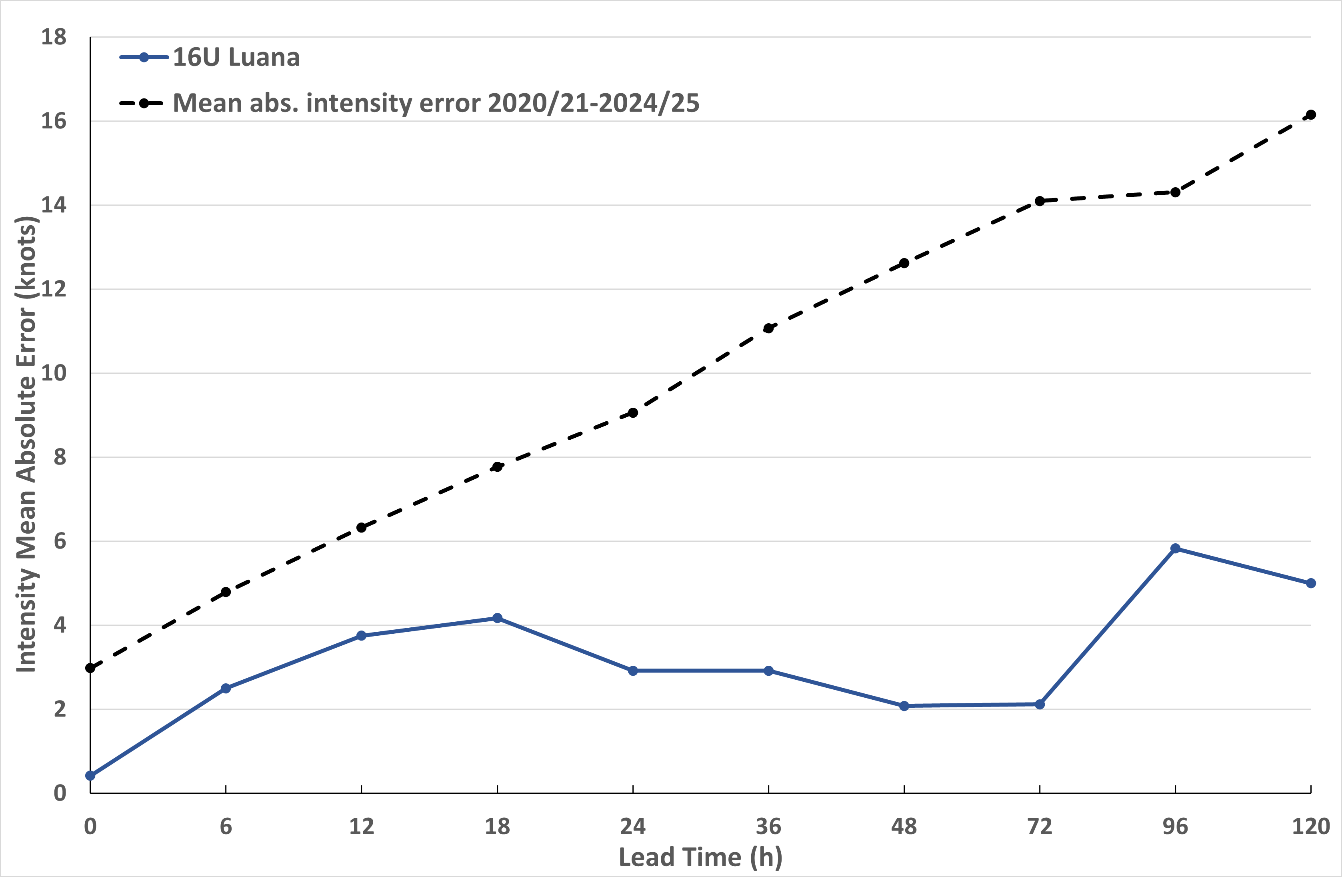 16U Luana
Mean abs. intensity error 2020/21-2024/25
Intensity Mean Absolute Error (knots)
18
16
14
12
10
8
6
4
2
0
0 6 12 18 24 36 48 72 96 120
Lead Time (h)